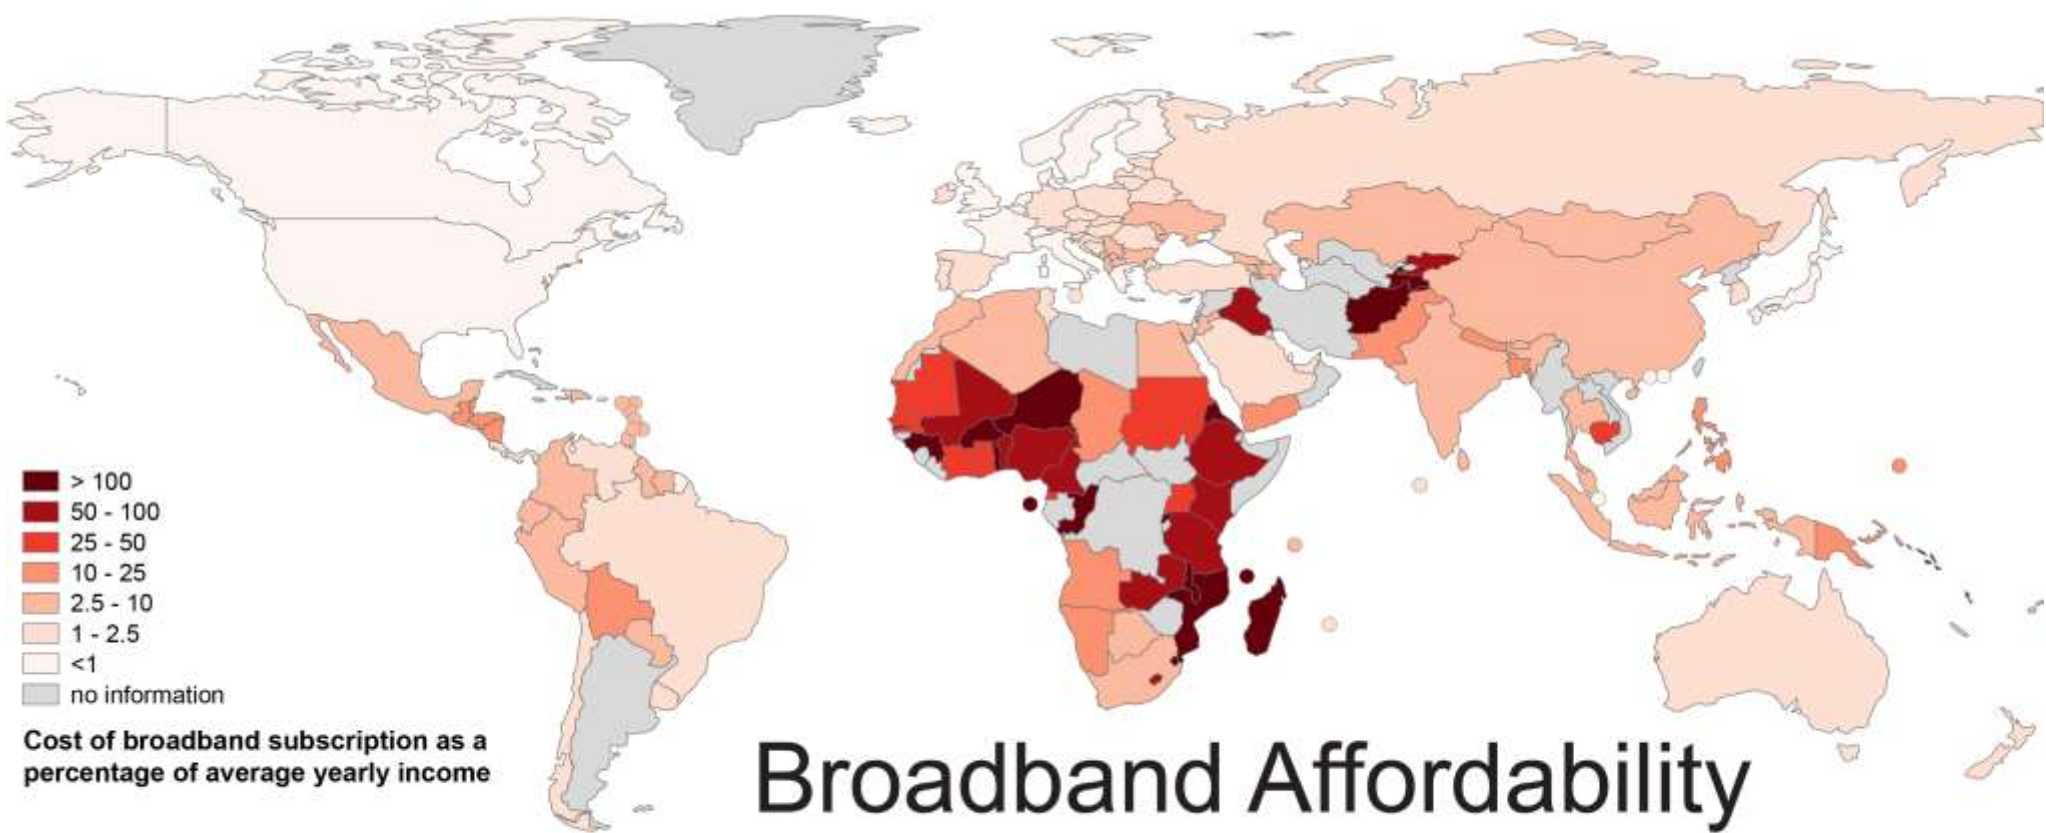 > 100
50 - 100
25 - 50
10 - 25
2.5 - 10
1 - 2.5
<1
no information
Cost of broadband subscription as a
percentage of average yearly income
Broadband Affordability